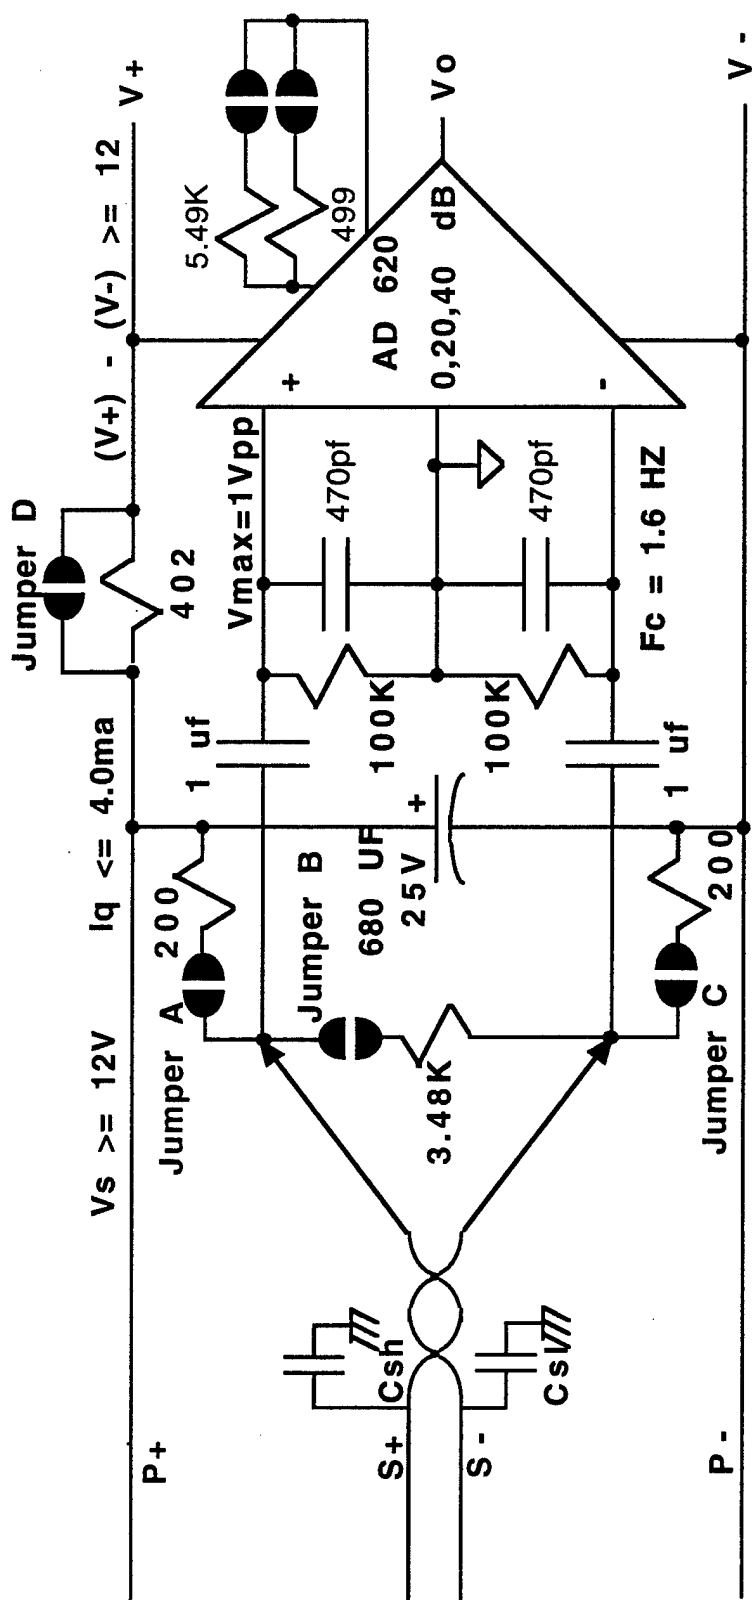 Vs >= 12V
Iq <= 4.0ma
Jumper D
402
(V+) - (V-) >= 12
V+
P+
Jumper A
200
1 uf
Vmax=1Vpp
5.49K
499
Jumper B
680 UF
25V +
100K
470pf
+
AD 620
0,20,40 dB
-
Vo
Csh
S+
S-
Csl
3.48K
100K
470pf
1 uf
Fc = 1.6 HZ
Jumper C
200
P-
V-